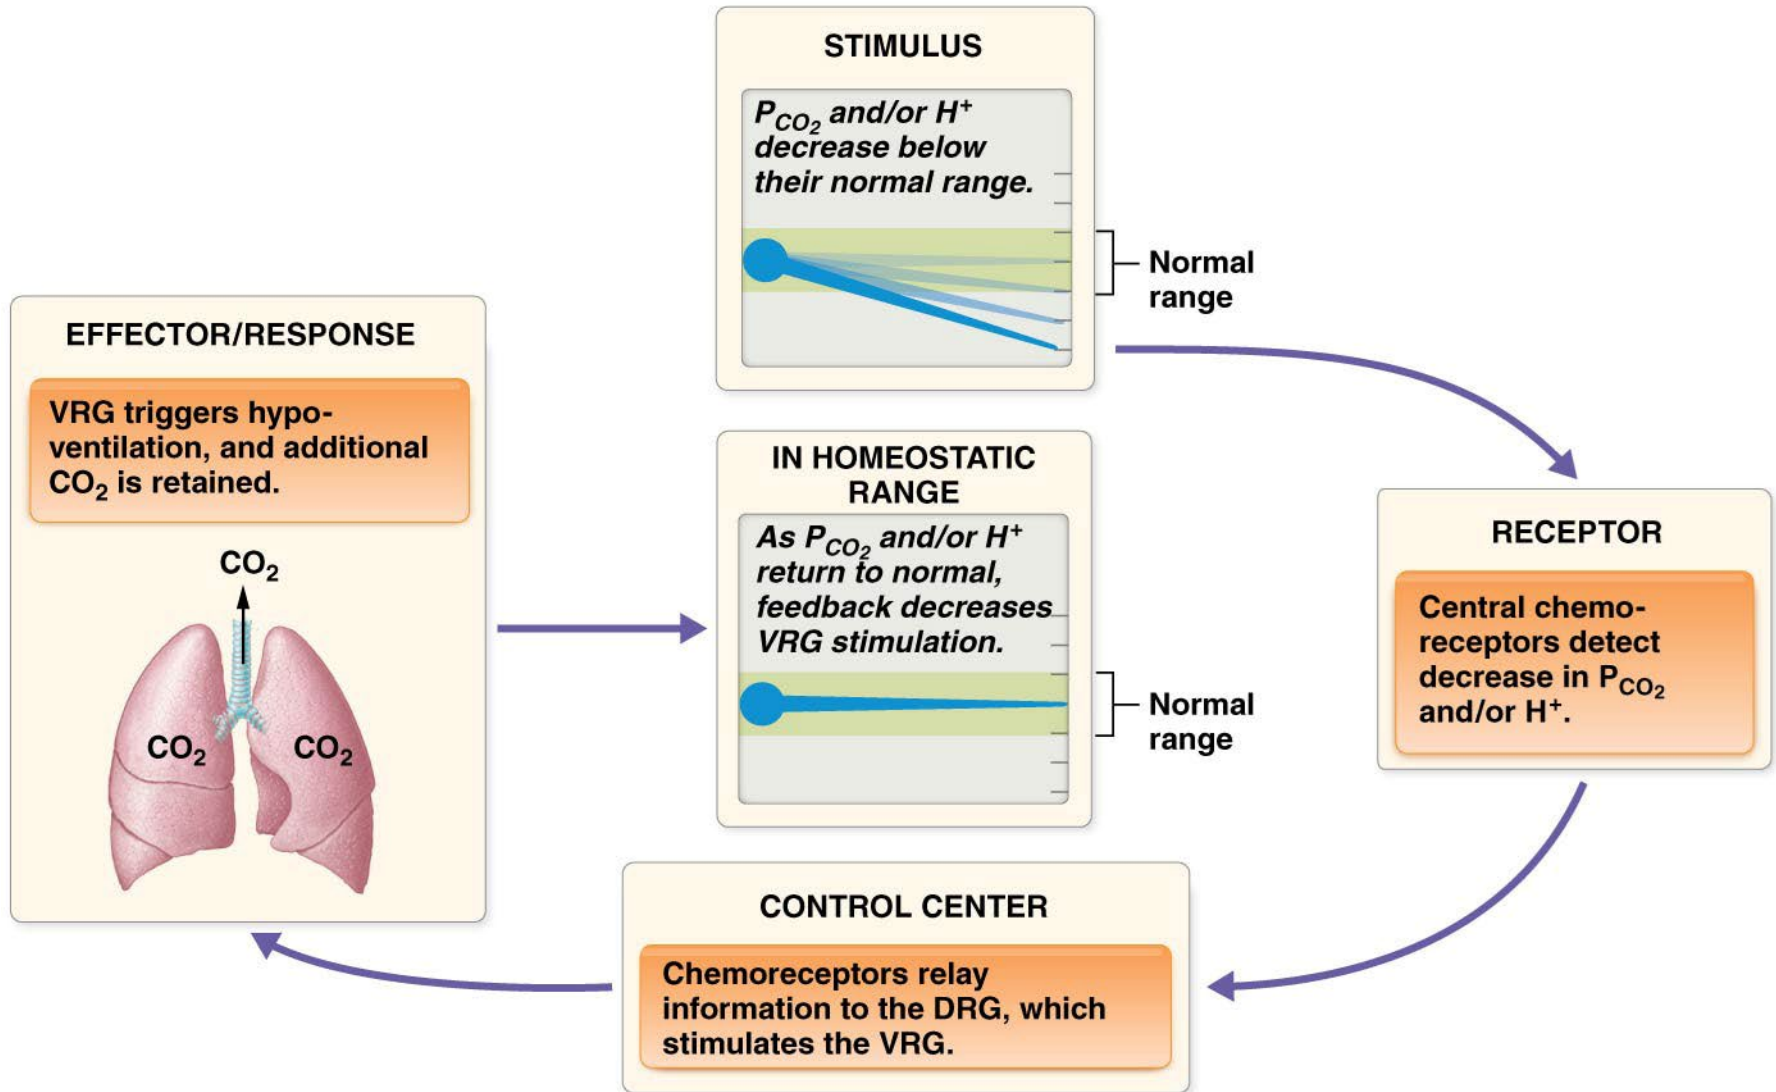 STIMULUS
P_CO₂ and/or H⁺
decrease below
their normal range.
Normal
range
EFFECTOR/RESPONSE
VRG triggers hypo-
ventilation, and additional
CO₂ is retained.
CO₂
CO₂
CO₂
IN HOMEOSTATIC
RANGE
As P_CO₂ and/or H⁺
return to normal,
feedback decreases
VRG stimulation.
Normal
range
RECEPTOR
Central chemo-
receptors detect
decrease in P_CO₂
and/or H⁺.
CONTROL CENTER
Chemoreceptors relay
information to the DRG, which
stimulates the VRG.